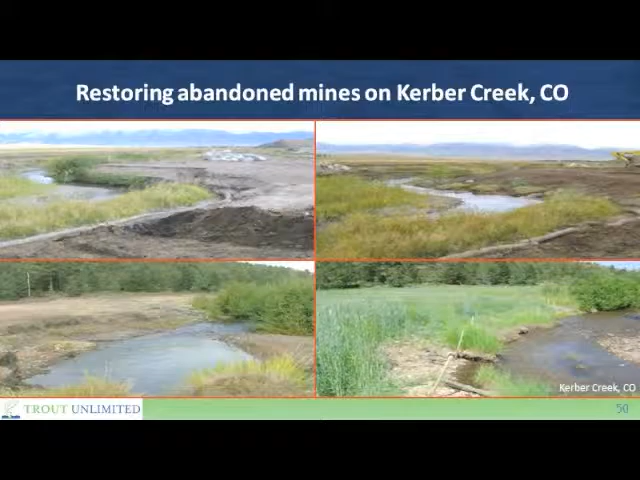 Restoring abandoned mines on Kerber Creek, CO
Kerber Creek, CO
TROUT UNLIMITED
50